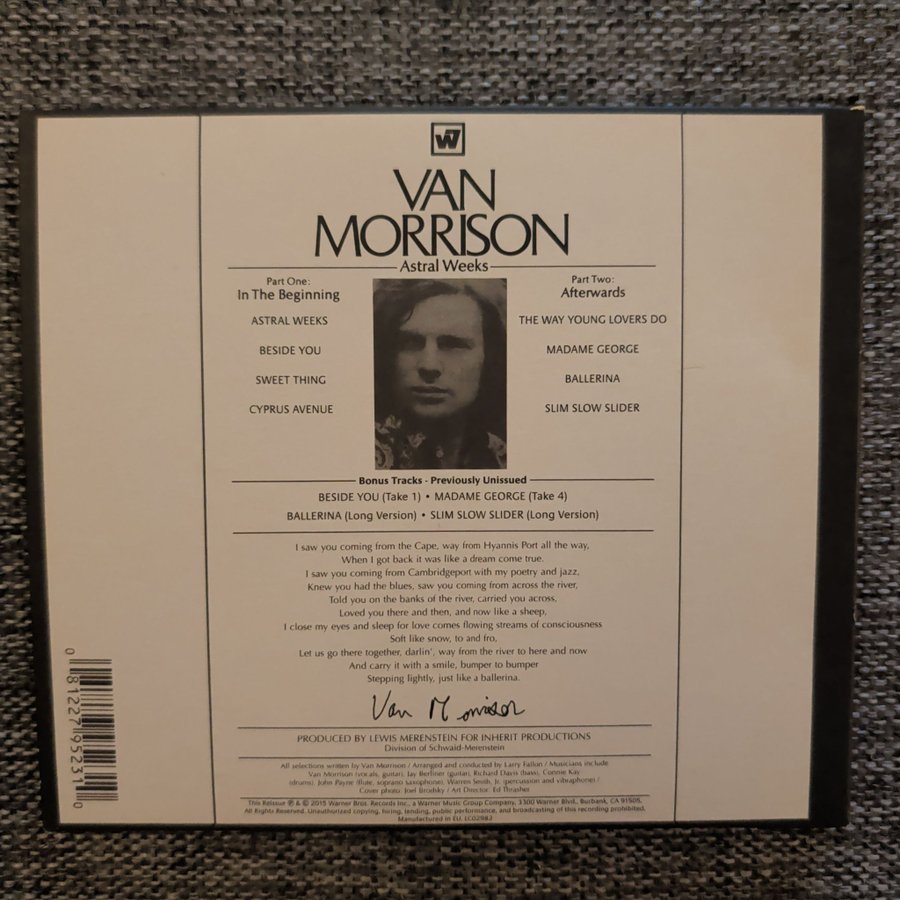 W7
VAN
MORRISON
Astral Weeks
Part One:
In The Beginning
ASTRAL WEEKS
BESIDE YOU
SWEET THING
CYPRUS AVENUE
Part Two:
Afterwards
THE WAY YOUNG LOVERS DO
MADAME GEORGE
BALLERINA
SLIM SLOW SLIDER
Bonus Tracks - Previously Unissued
BESIDE YOU (Take 1) • MADAME GEORGE (Take 4)
BALLERINA (Long Version) • SLIM SLOW SLIDER (Long Version)
I saw you coming from the Cape, way from Hyannis Port all the way,
When I got back it was like a dream come true.
I saw you coming from Cambridgeport with my poetry and jazz,
Knew you had the blues, saw you coming from across the river,
Told you on the banks of the river, carried you across,
Loved you there and then, and now like a sheep,
I close my eyes and sleep for love comes flowing streams of consciousness
Soft like snow, to and fro,
Let us go there together, darlin', way from the river to here and now
And carry it with a smile, bumper to bumper
Stepping lightly, just like a ballerina.
Van Morrison
PRODUCED BY LEWIS MERENSTEIN FOR INHERIT PRODUCTIONS
Division of Schwaid-Merenstein
All selections written by Van Morrison / Arranged and conducted by Larry Fallon / Musicians include
Van Morrison (vocals, guitar), Jay Berliner (guitar), Richard Davis (bass), Connie Kay
(drums), John Payne (flute, soprano saxophone), Warren Smith, Jr. (percussion and vibraphone) /
Cover photo: Joel Brodsky / Art Director: Ed Thrasher
This Reissue ℗ & © 2015 Warner Bros. Records Inc., a Warner Music Group Company, 3300 Warner Blvd., Burbank, CA 91505.
All Rights Reserved. Unauthorized copying, hiring, lending, public performance, and broadcasting of this recording prohibited.
Manufactured in EU. LC02982
0 81227 95231 0